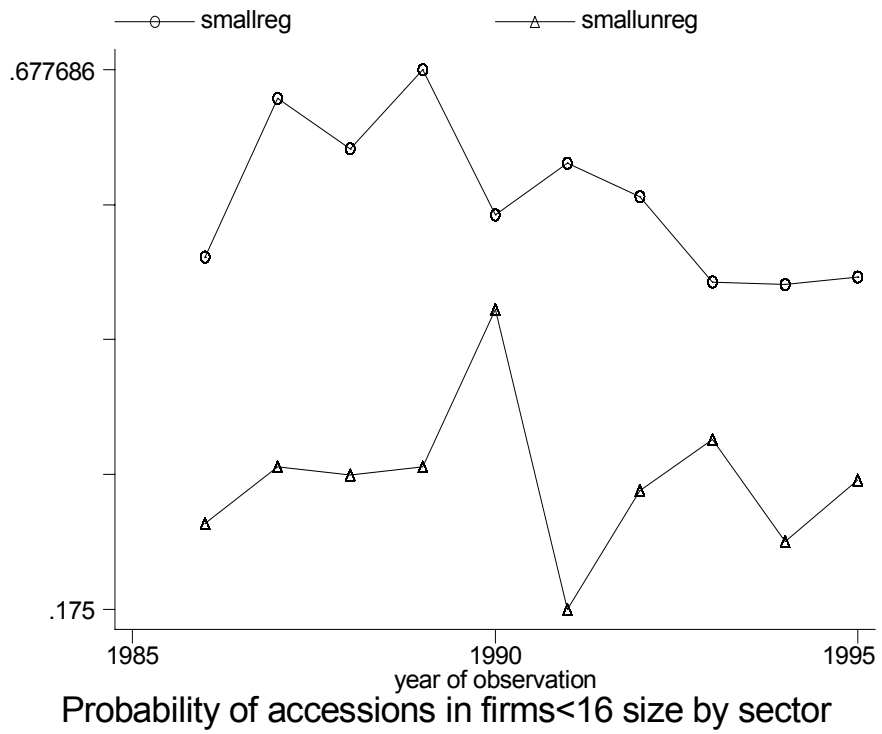 smallreg smallunreg
.677686
.175
1985 1990 1995
year of observation
Probability of accessions in firms<16 size by sector